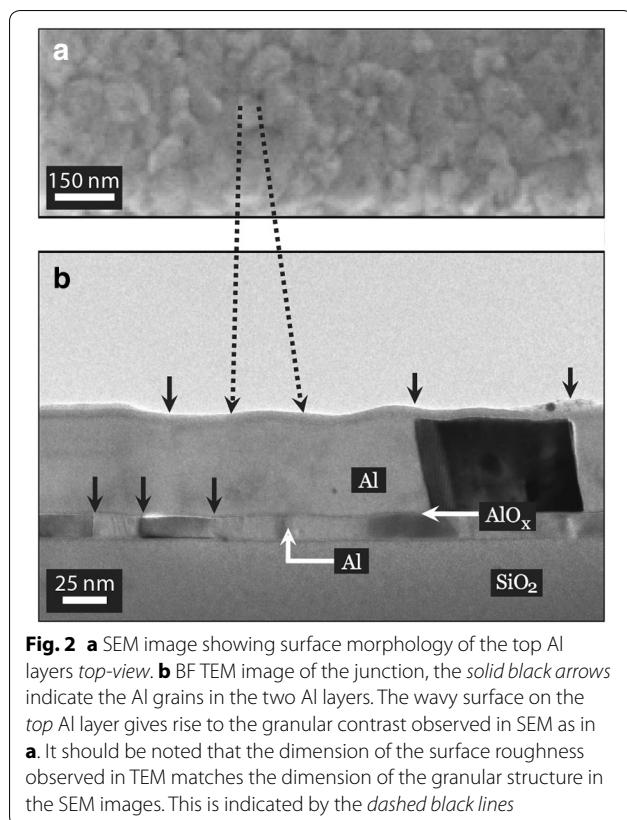 a
150 nm
b
Al
AlOx
Al
25 nm
SiO2
Fig. 2 a SEM image showing surface morphology of the top Al
layers top-view. b BF TEM image of the junction, the solid black arrows
indicate the Al grains in the two Al layers. The wavy surface on the
top Al layer gives rise to the granular contrast observed in SEM as in
a. It should be noted that the dimension of the surface roughness
observed in TEM matches the dimension of the granular structure in
the SEM images. This is indicated by the dashed black lines